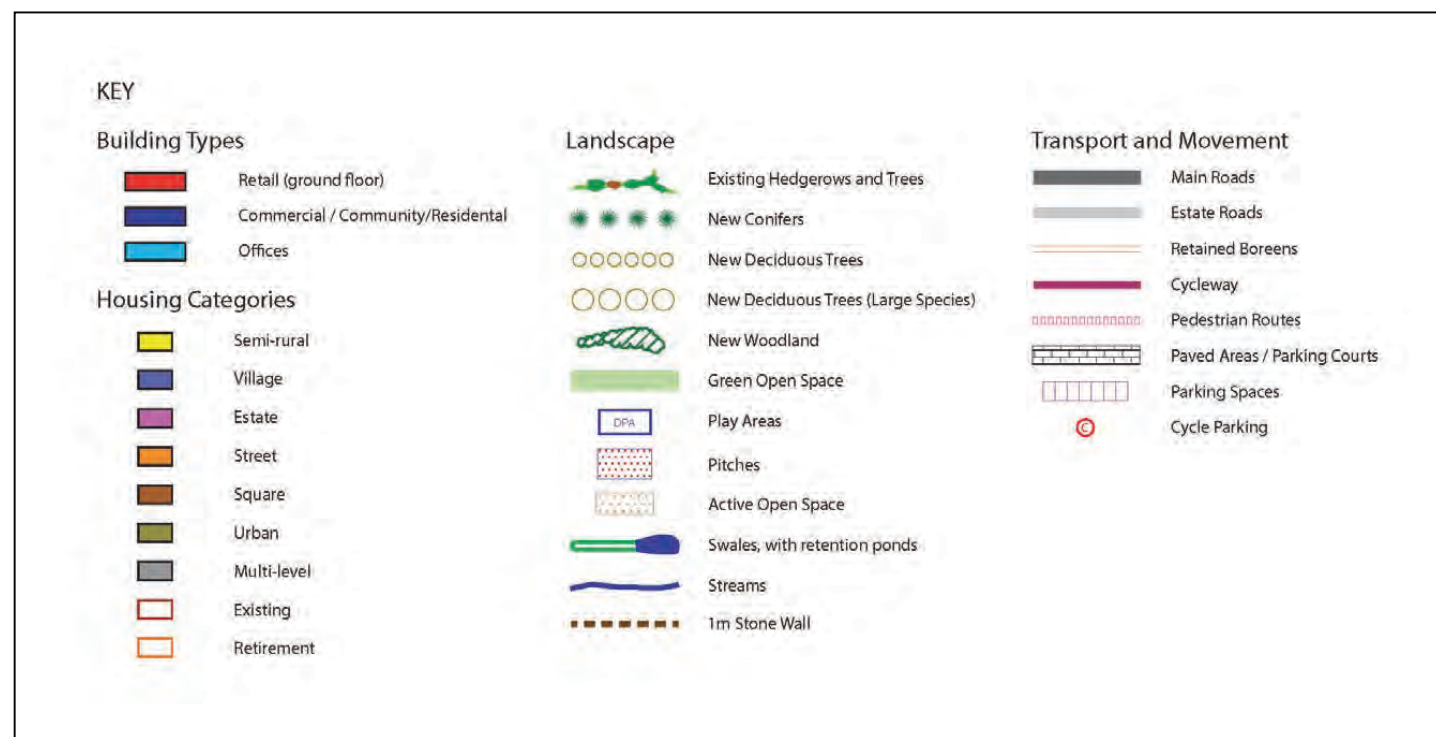 KEY
Building Types
Retail (ground floor)
Commercial / Community/Residental
Offices
Housing Categories
Semi-rural
Village
Estate
Street
Square
Urban
Multi-level
Existing
Retirement
Landscape
Existing Hedgerows and Trees
New Conifers
New Deciduous Trees
New Deciduous Trees (Large Species)
New Woodland
Green Open Space
DPA
Play Areas
Pitches
Active Open Space
Swales, with retention ponds
Streams
1m Stone Wall
Transport and Movement
Main Roads
Estate Roads
Retained Boreens
Cycleway
Pedestrian Routes
Paved Areas / Parking Courts
Parking Spaces
C
Cycle Parking